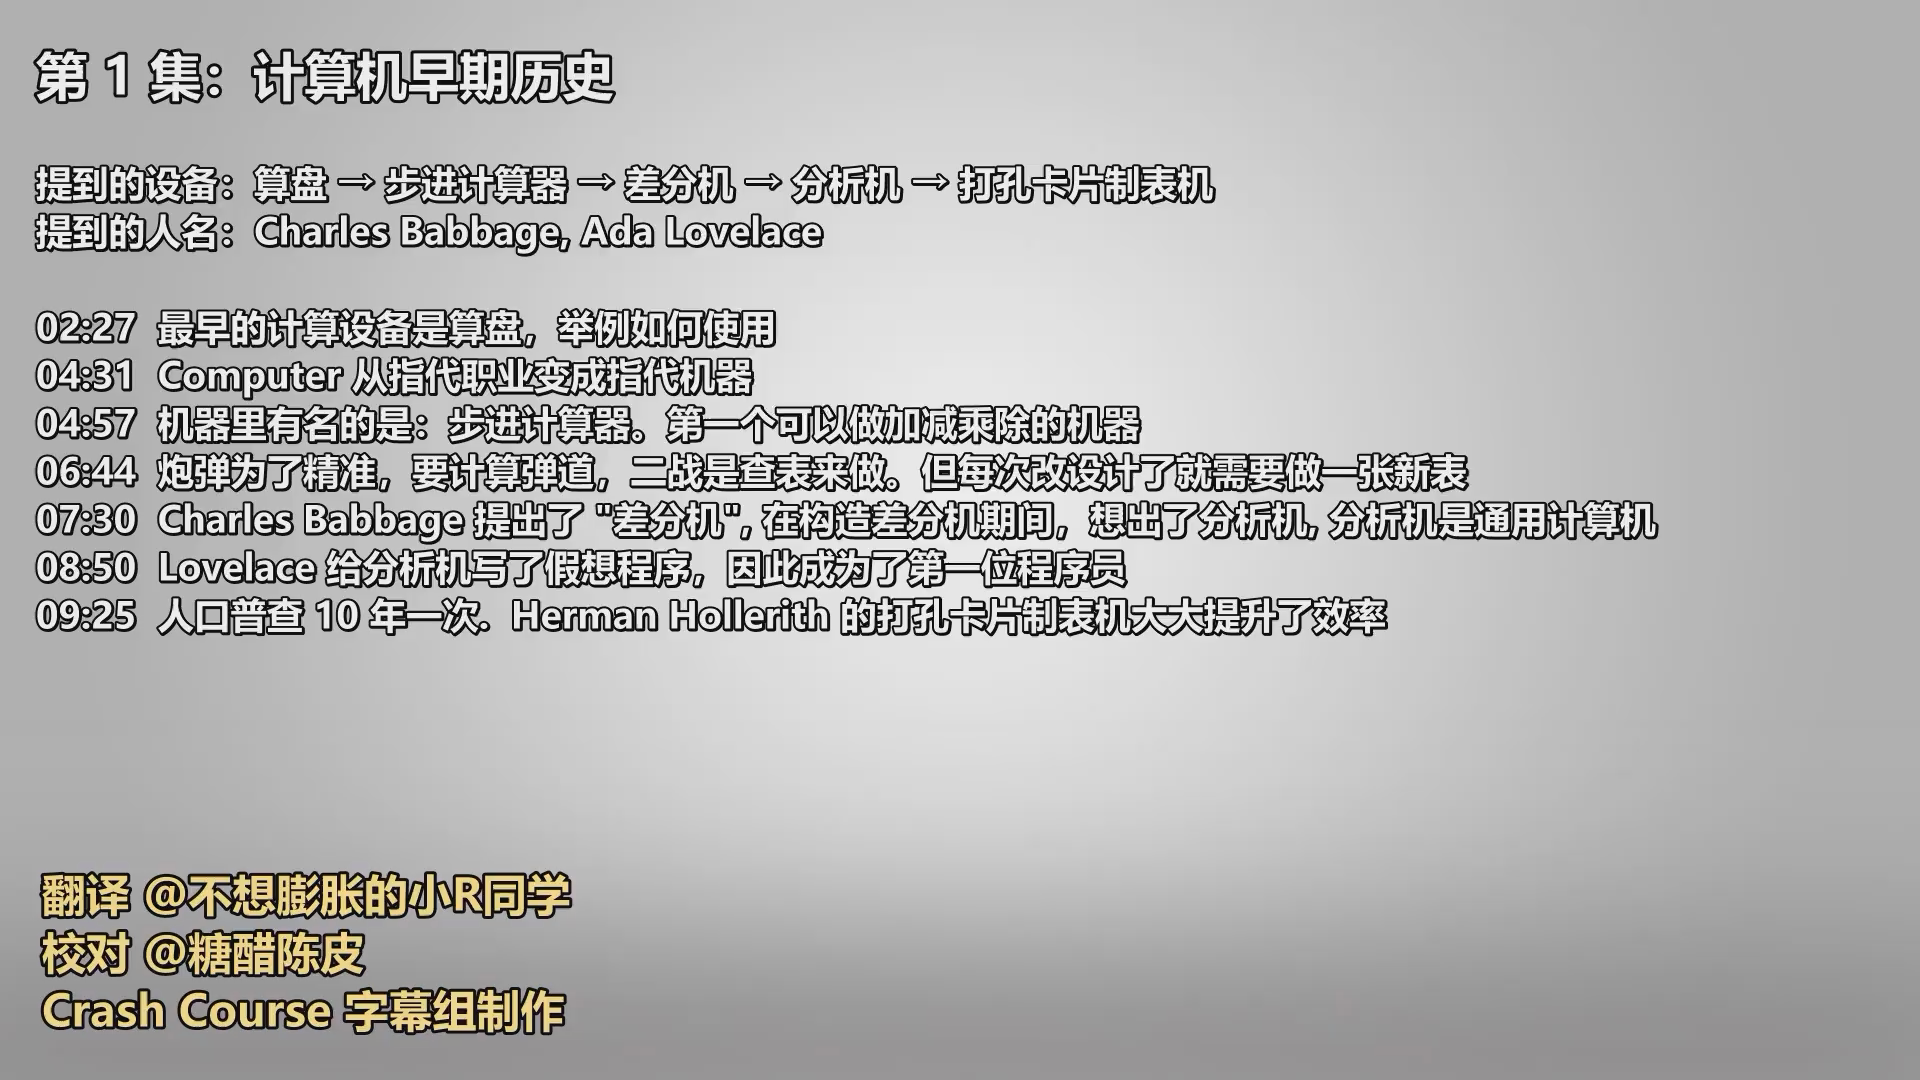 第 1 集：计算机早期历史
提到的设备：算盘 → 步进计算器 → 差分机 → 分析机 → 打孔卡片制表机
提到的人名：Charles Babbage, Ada Lovelace
02:27 最早的计算设备是算盘，举例如何使用
04:31 Computer 从指代职业变成指代机器
04:57 机器里有名的是：步进计算器。第一个可以做加减乘除的机器
06:44 炮弹为了精准，要计算弹道，二战是查表来做。但每次改设计了就需要做一张新表
07:30 Charles Babbage 提出了 "差分机", 在构造差分机期间，想出了分析机, 分析机是通用计算机
08:50 Lovelace 给分析机写了假想程序，因此成为了第一位程序员
09:25 人口普查 10 年一次. Herman Hollerith 的打孔卡片制表机大大提升了效率
翻译 @不想膨胀的小R同学
校对 @糖醋陈皮
Crash Course 字幕组制作